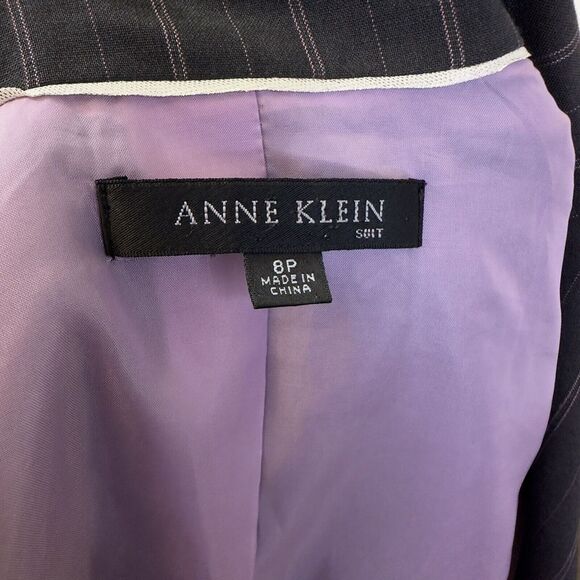 ANNE KLEIN
SUIT
8P
MADE IN
CHINA